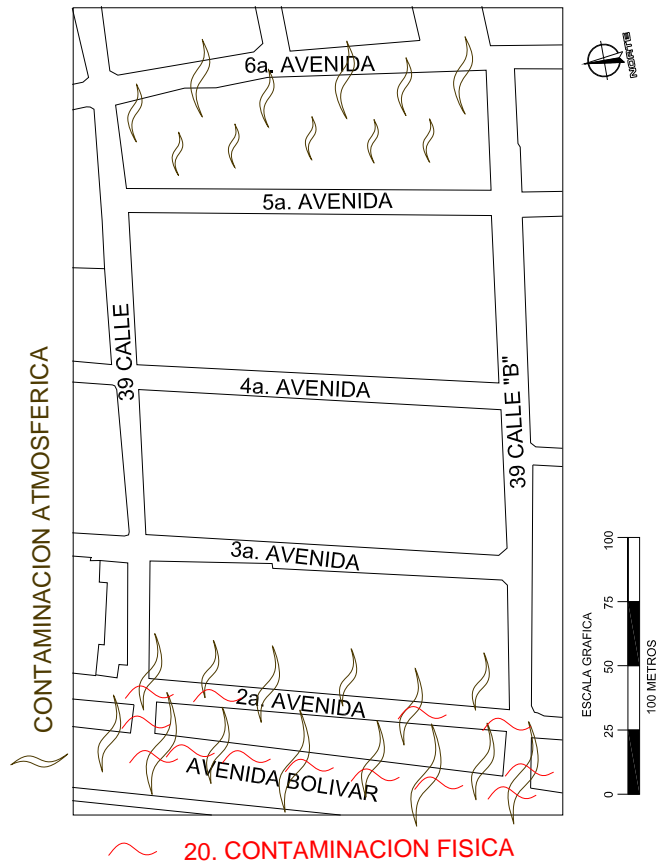 6a. AVENIDA
NORTE
5a. AVENIDA
39 CALLE
4a. AVENIDA
39 CALLE "B"
CONTAMINACION ATMOSFERICA
3a. AVENIDA
2a. AVENIDA
AVENIDA BOLIVAR
ESCALA GRAFICA
0
25
50
75
100
100 METROS
20. CONTAMINACION FISICA